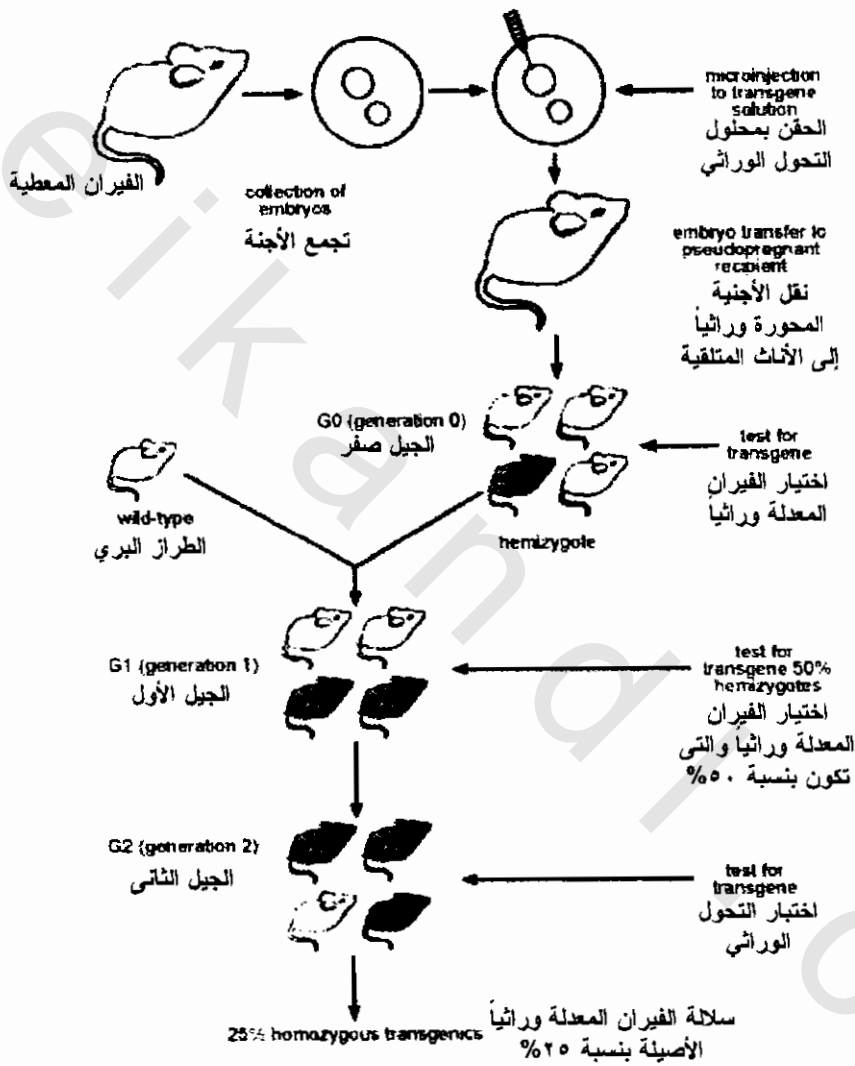 microinjection
to transgene
solution
الحقن بمحلول
التحول الوراثي
الفيران المعطية
collection of
embryos
تجمع الأجنة
embryo transfer to
pseudopregnant
recipient
نقل الأجنبية
المحورة وراثياً
إلى الأناث المتلقية
G0 (generation 0)
الجيل صفر
test for
transgene
اختيار الفيران
المعدلة وراثياً
wild-type
الطراز البري
hemizygote
G1 (generation 1)
الجيل الأول
test for
transgene 50%
hemizygotes
اختيار الفيران
المعدلة وراثياً والتى
تكون بنسبة ٥٠%
G2 (generation 2)
الجيل الثانى
test for
transgene
اختبار التحول
الوراثي
25% homozygous transgenics
سلالة الفيران المعدلة وراثياً
الأصيلة بنسبة ٢٥%
e i k a n d l o